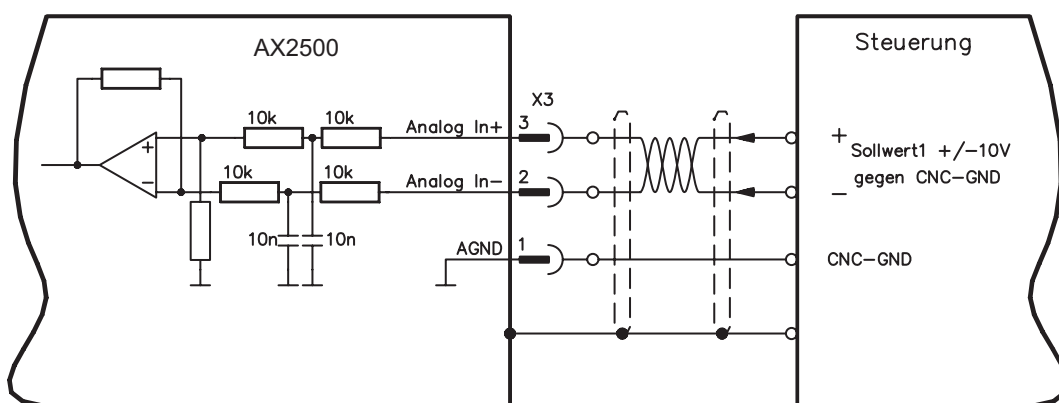 AX2500
Steuerung
10k
10k
Analog In+
X3
3
+
Sollwert1 +/-10V
gegen CNC-GND
−
+
−
10k
10k
Analog In-
2
10n
10n
AGND
1
CNC-GND